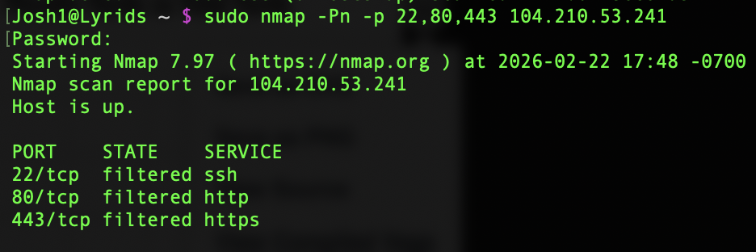 [Josh1@Lyrids ~ $ sudo nmap -Pn -p 22,80,443 104.210.53.241
[Password:
Starting Nmap 7.97 ( https://nmap.org ) at 2026-02-22 17:48 -0700
Nmap scan report for 104.210.53.241
Host is up.
PORT STATE SERVICE
22/tcp filtered ssh
80/tcp filtered http
443/tcp filtered https